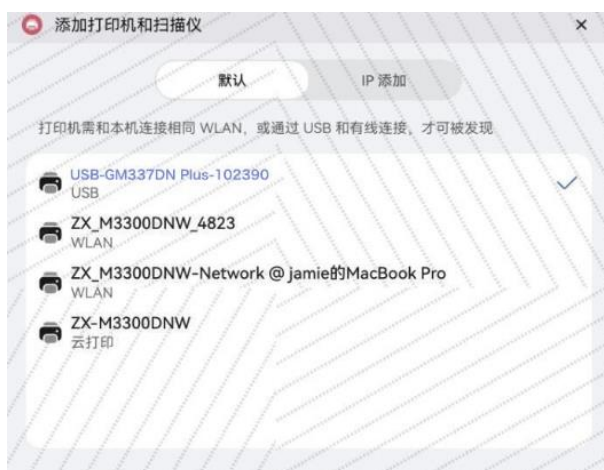 添加打印机和扫描仪
默认
IP 添加
打印机需和本机连接相同 WLAN，或通过 USB 和有线连接，才可被发现
USB-GM337DN Plus-102390
USB
ZX_M3300DNW_4823
WLAN
ZX_M3300DNW-Network @ jamie的MacBook Pro
WLAN
ZX-M3300DNW
云打印